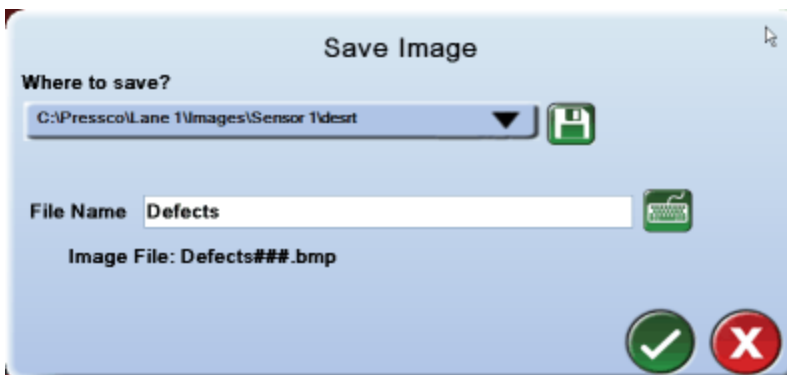 Save Image
Where to save?
C:\Pressco\Lane 1\Images\Sensor 1\desrt
File Name Defects
Image File: Defects###.bmp